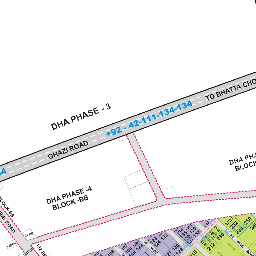 DHA PHASE - 3
+92 - 42-111-134-134
TO BHATTA CHO
GHAZI ROAD
DHA PHASE -4
BLOCK -BB
DHA PH
BLOCK